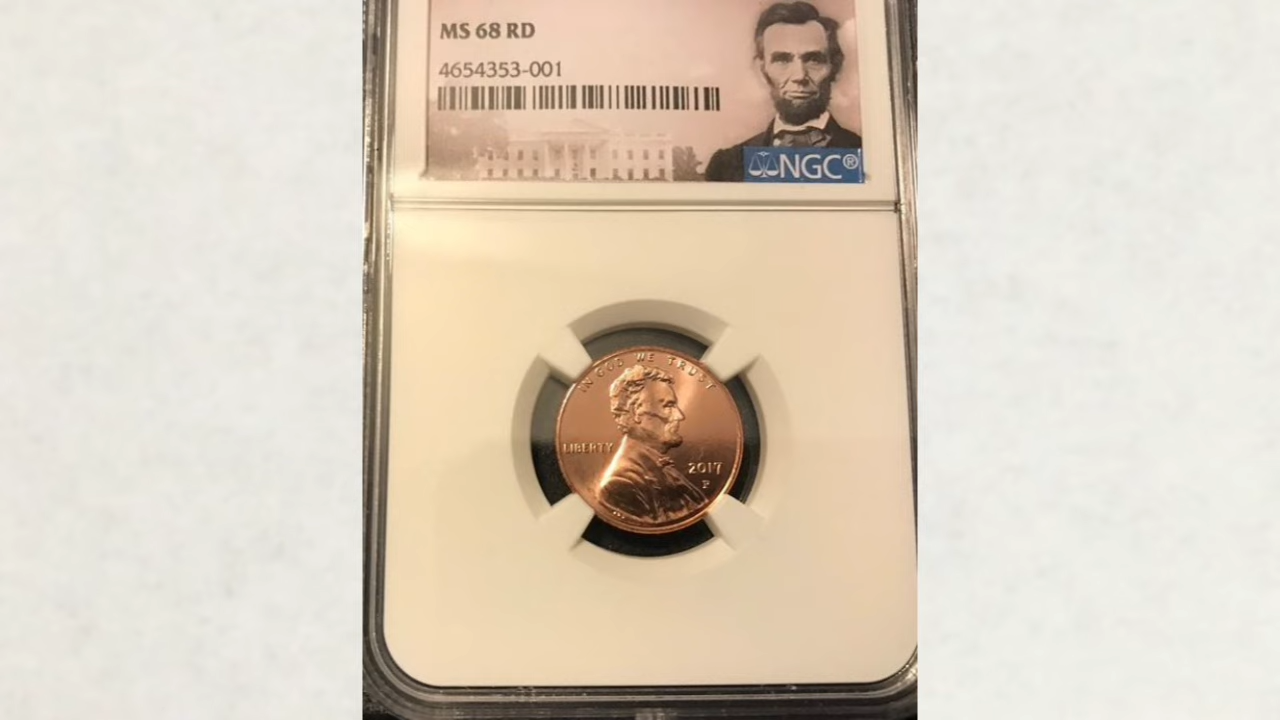 MS 68 RD
4654353-001
NGC®
IN GOD WE TRUST
LIBERTY
2017
P